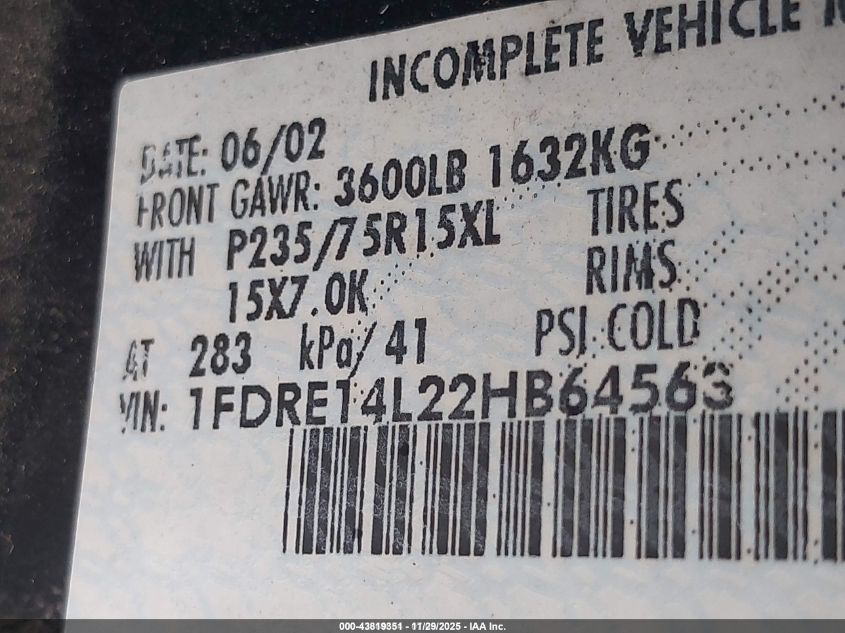 INCOMPLETE VEHICLE
DATE: 06/02
FRONT GAWR: 3600LB 1632KG
WITH P235/75R15XL TIRES
15X7.0K RIMS
AT 283 kPa/ 41 PSI COLD
VIN: 1FDRE14L22HB64563
000-43819351 - 11/29/2025 - IAA Inc.